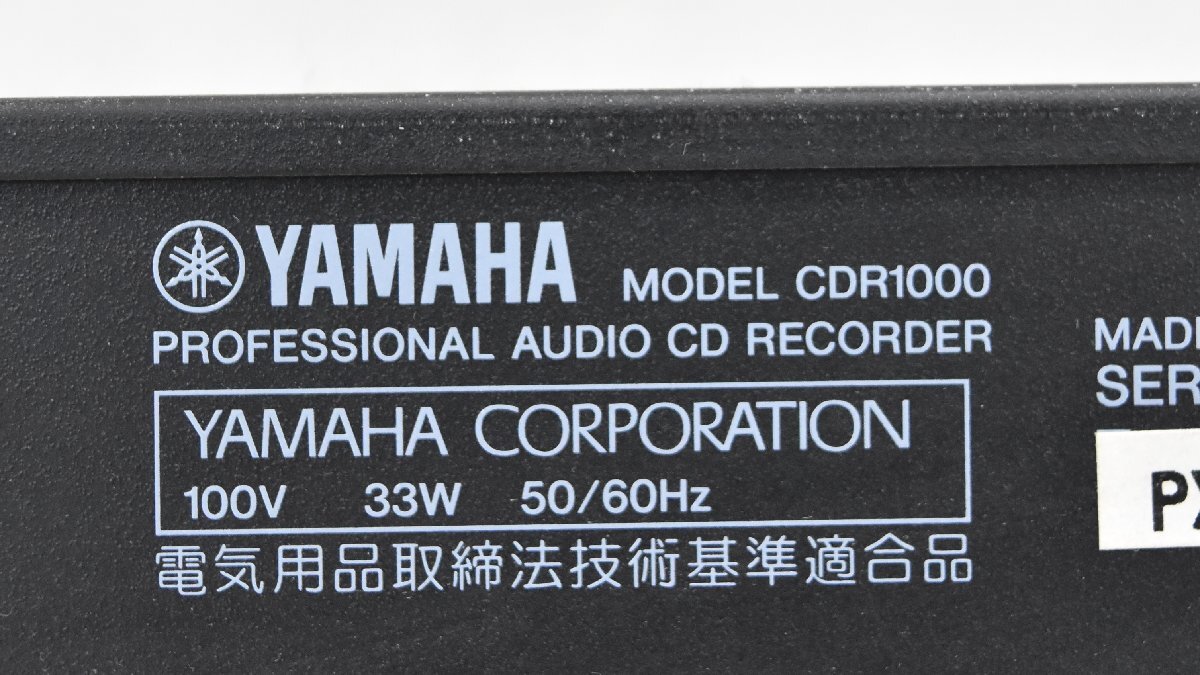 YAMAHA MODEL CDR1000
PROFESSIONAL AUDIO CD RECORDER
YAMAHA CORPORATION
100V 33W 50/60Hz
電気用品取締法技術基準適合品